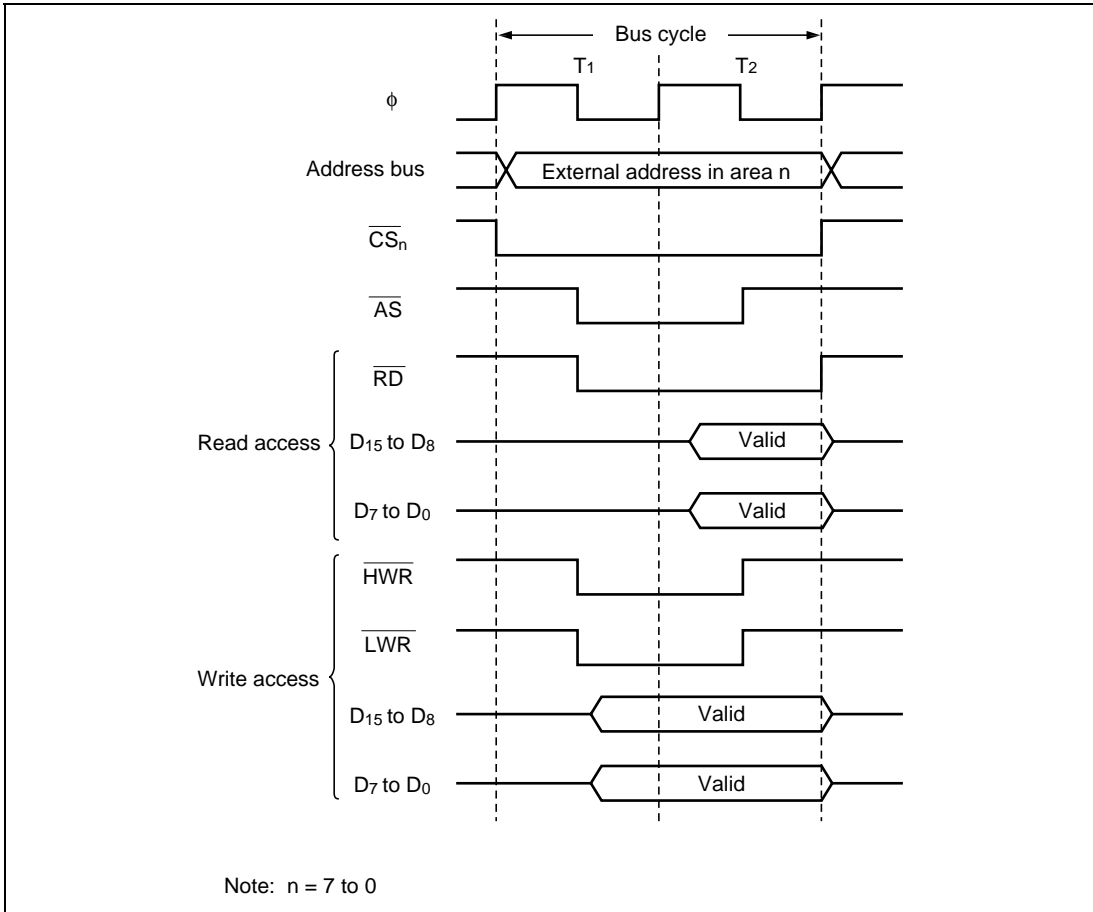 Bus cycle
T1 T2
φ
Address bus External address in area n
CSn
AS
RD
Read access D15 to D8 Valid
D7 to D0 Valid
HWR
LWR
Write access
D15 to D8 Valid
D7 to D0 Valid
Note: n = 7 to 0